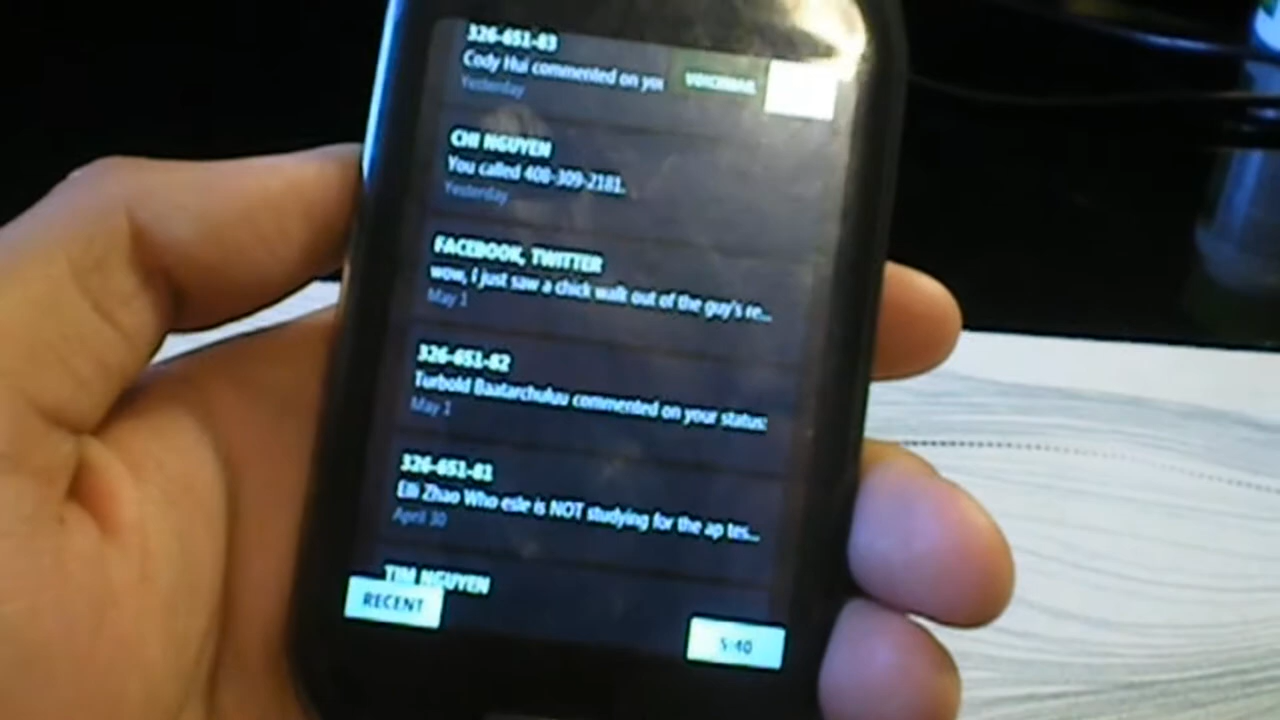 326-651-83
Cody Hui commented on you
VOICEMAIL
Yesterday
CHI NGUYEN
You called 408-309-2181.
Yesterday
FACEBOOK, TWITTER
wow, I just saw a chick walk out of the guy's re...
May 1
326-651-82
Turbold Baatarchuluu commented on your status:
May 1
326-651-81
Elli Zhao Who esle is NOT studying for the ap tes...
April 30
TIM NGUYEN
RECENT
5:40